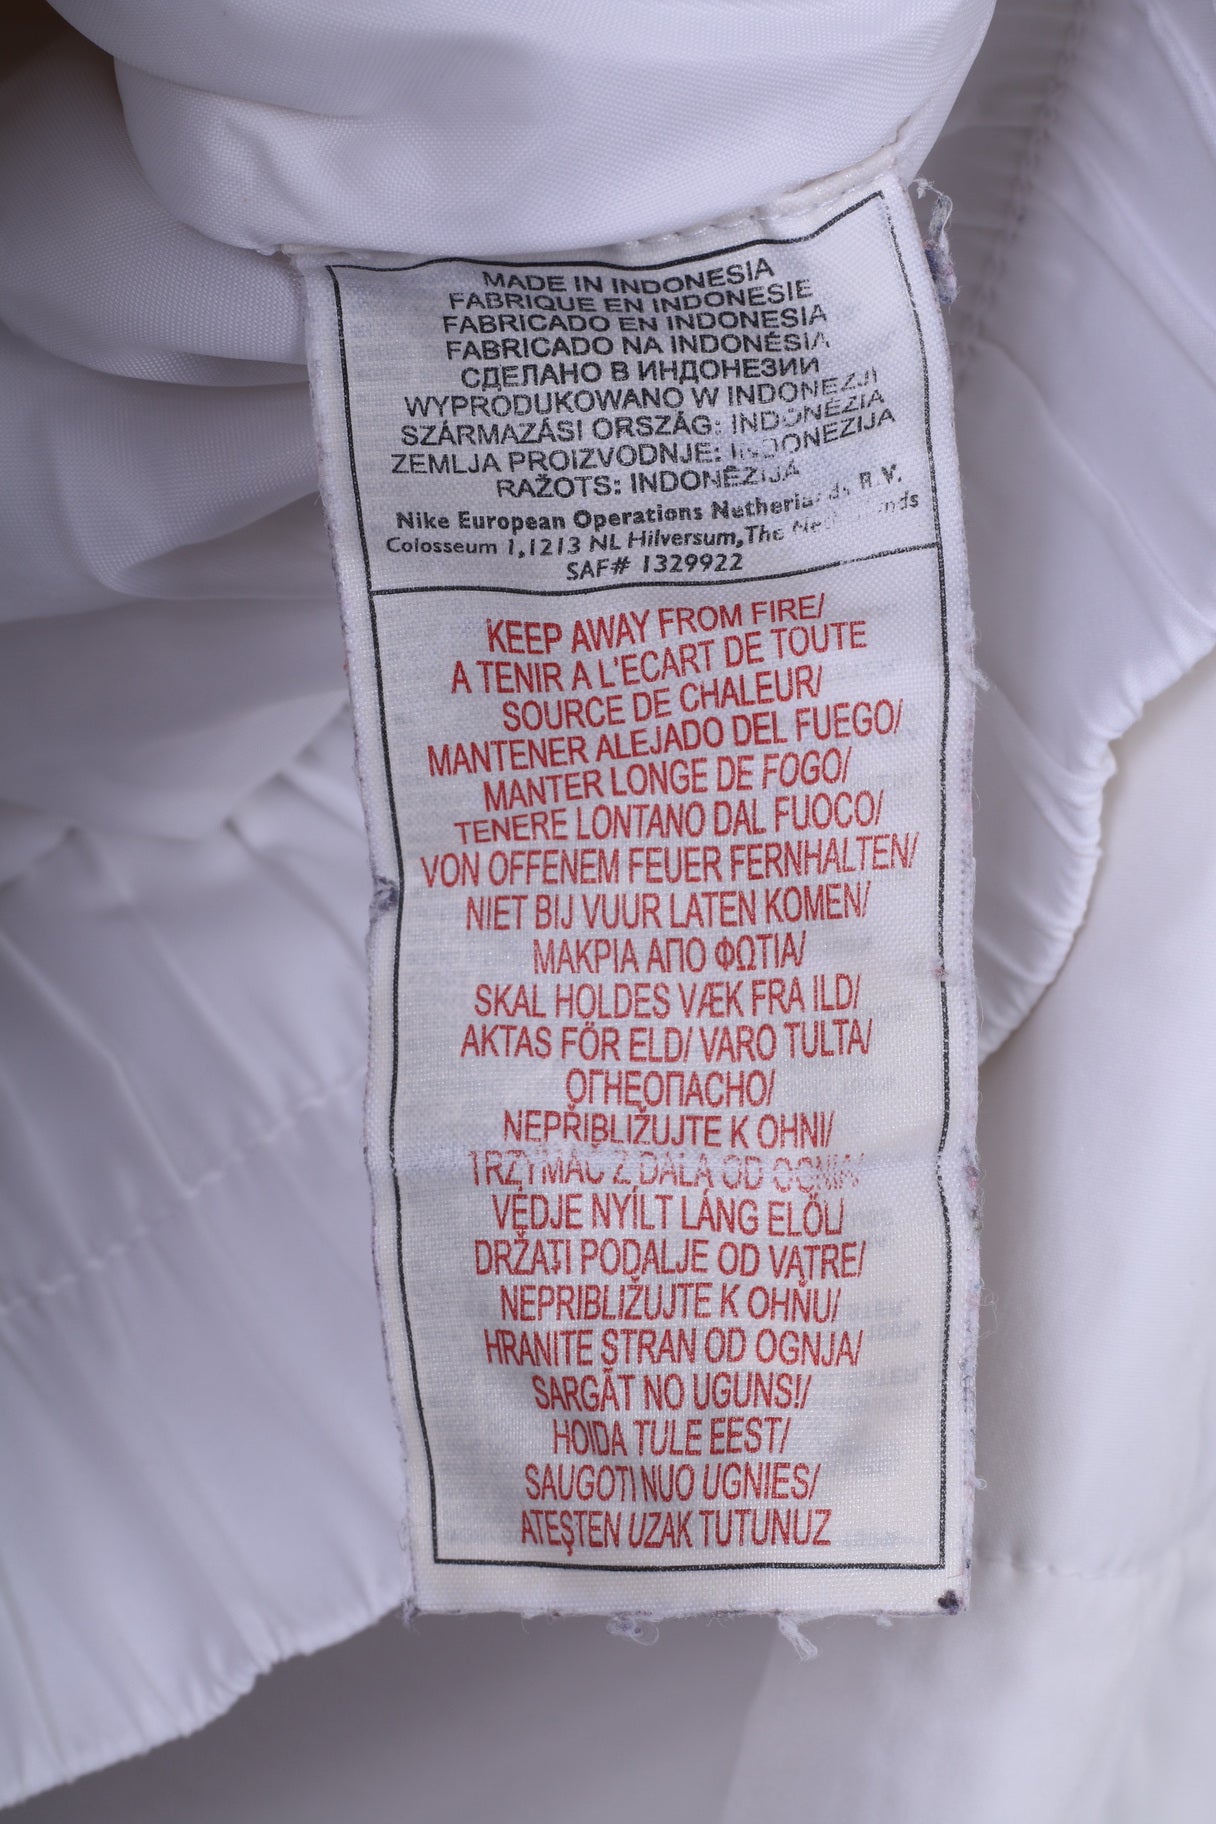 MADE IN INDONESIA
FABRIQUE EN INDONESIE
FABRICADO EN INDONESIA
FABRICADO NA INDONÉSIA
СДЕЛАНО В ИНДОНЕЗИИ
WYPRODUKOWANO W INDONEZJI
SZÁRMAZÁSI ORSZÁG: INDONÉZIA
ZEMLJA PROIZVODNJE: INDONEZIJA
RAŽOTS: INDONĒZIJA
Nike European Operations Netherlands B.V.
Colosseum 1, 1213 NL Hilversum, The Netherlands
SAF# 1329922
KEEP AWAY FROM FIRE/
A TENIR A L'ECART DE TOUTE
SOURCE DE CHALEUR/
MANTENER ALEJADO DEL FUEGO/
MANTER LONGE DE FOGO/
TENERE LONTANO DAL FUOCO/
VON OFFENEM FEUER FERNHALTEN/
NIET BIJ VUUR LATEN KOMEN/
ΜΑΚΡΙΑ ΑΠΟ ΦΩΤΙΑ/
SKAL HOLDES VÆK FRA ILD/
AKTAS FÖR ELD/ VARO TULTA/
ОГНЕОПАСНО/
NEPŘIBLIŽUJTE K OHNI/
TRZYMAĆ Z DALA OD OGNIA/
VÉDJE NYÍLT LÁNG ELŐL/
DRŽATI PODALJE OD VATRE/
NEPRIBLIŽUJTE K OHŇU/
HRANITE STRAN OD OGNJA/
SARGĀT NO UGUNS!/
HOIDA TULE EEST/
SAUGOTI NUO UGNIES/
ATEŞTEN UZAK TUTUNUZ